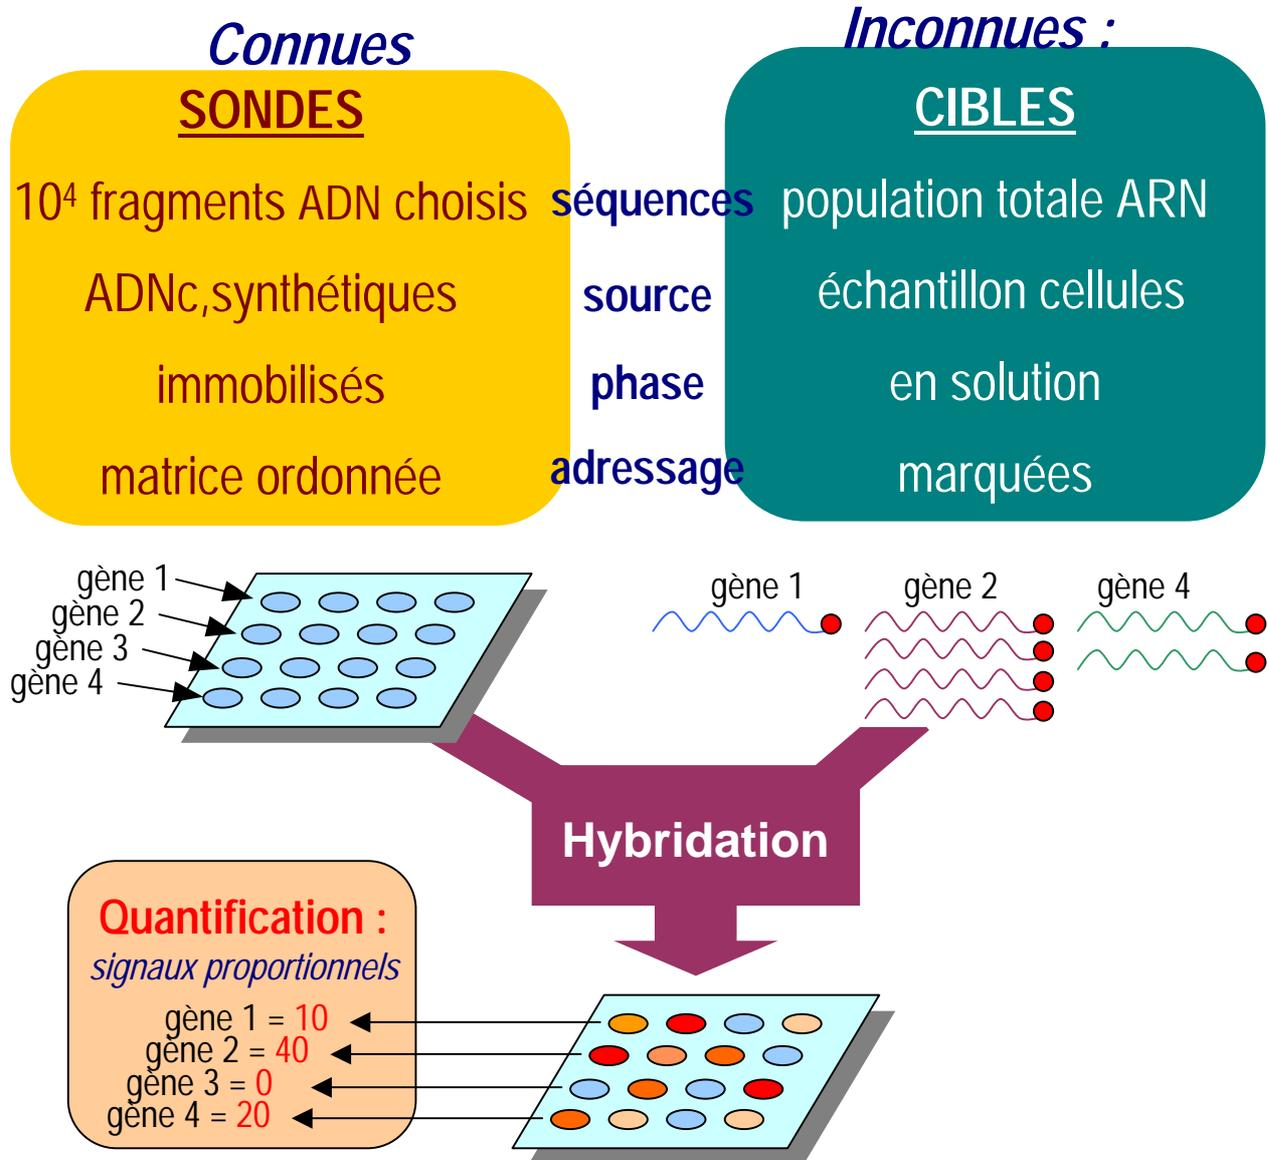 Connues
Inconnues :
SONDES
CIBLES
10⁴ fragments ADN choisis séquences population totale ARN
ADNc,synthétiques source échantillon cellules
immobilisés phase en solution
matrice ordonnée adressage marquées
gène 1
gène 2
gène 3
gène 4
gène 1 gène 2 gène 4
Hybridation
Quantification :
signaux proportionnels
gène 1 = 10
gène 2 = 40
gène 3 = 0
gène 4 = 20